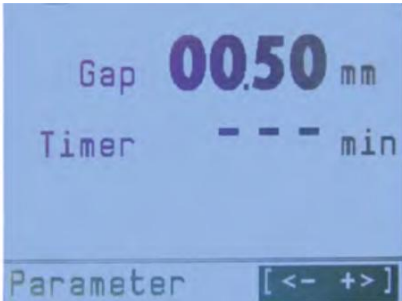 Gap 00.50 mm
Timer --- min
Parameter [<- +>]